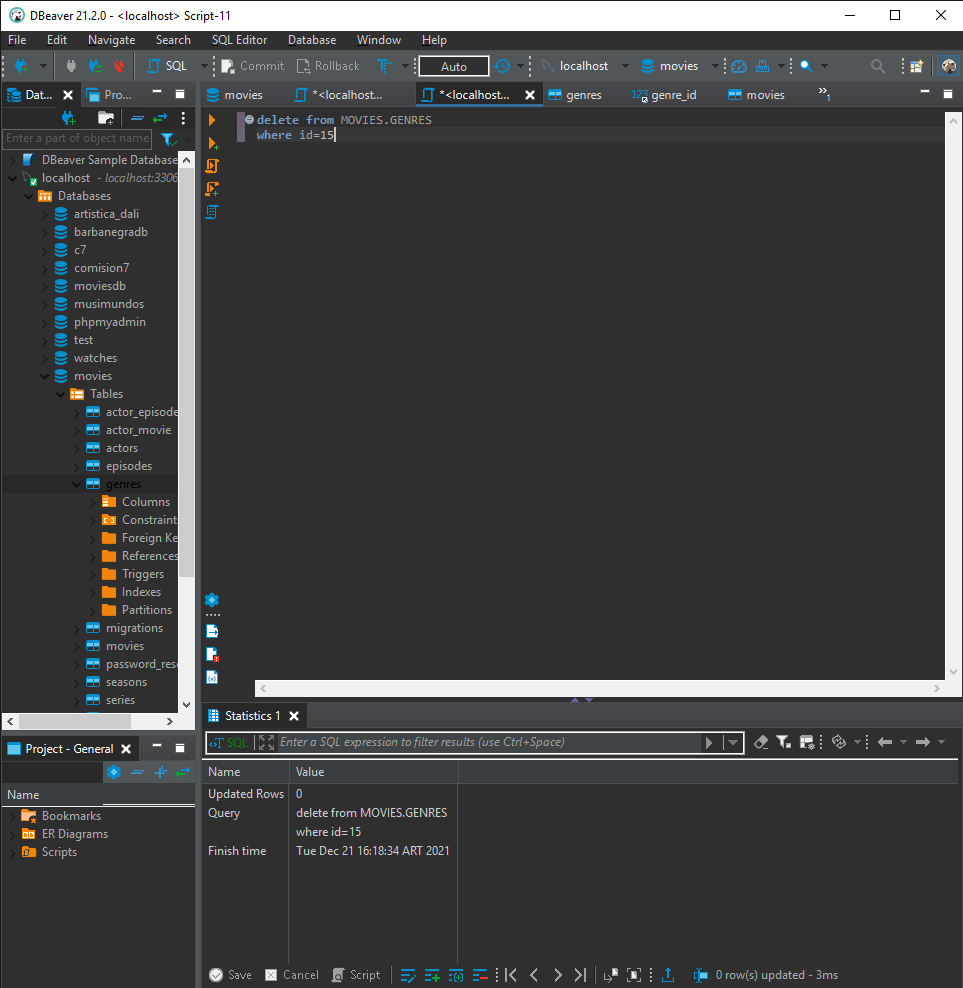 DBeaver 21.2.0 - <localhost> Script-11
File Edit Navigate Search SQL Editor Database Window Help
SQL Commit Rollback T Auto localhost movies
Dat... Pro... movies *<localhost... *<localhost... genres 123 genre_id movies »1
Enter a part of object name
DBeaver Sample Database
localhost - localhost:3306
Databases
artistica_dali
barbanegradb
c7
comision7
moviesdb
musimundos
phpmyadmin
test
watches
movies
Tables
actor_episode
actor_movie
actors
episodes
genres
Columns
Constraint
Foreign Ke
References
Triggers
Indexes
Partitions
migrations
movies
password_rese
seasons
series
delete from MOVIES.GENRES
where id=15
Project - General
Name
Bookmarks
ER Diagrams
Scripts
Statistics 1
SQL Enter a SQL expression to filter results (use Ctrl+Space)
Name Value
Updated Rows 0
Query delete from MOVIES.GENRES
where id=15
Finish time Tue Dec 21 16:18:34 ART 2021
Save Cancel Script 0 row(s) updated - 3ms